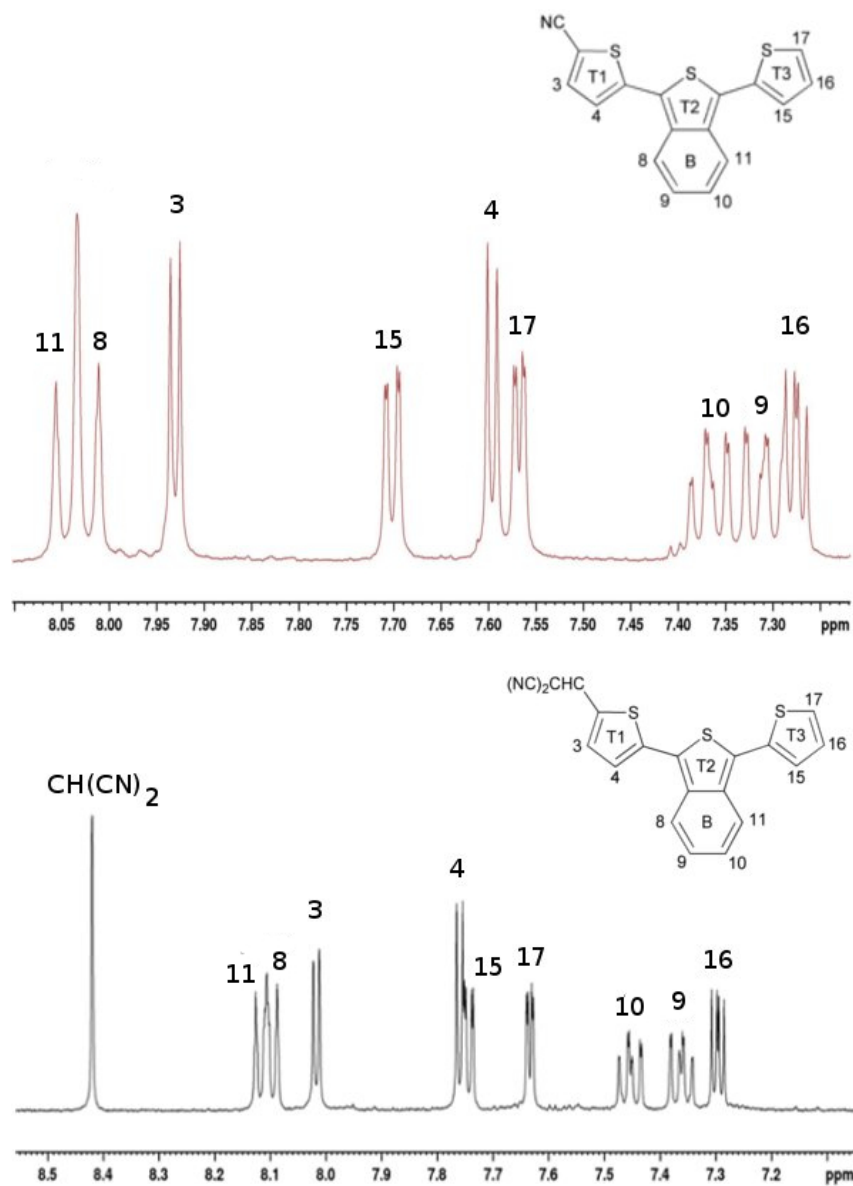 NC
S
T1
3
4
S
T2
S
T3
17
16
15
8
B
11
9
10
11
8
3
15
4
17
10
9
16
8.05 8.00 7.95 7.90 7.85 7.80 7.75 7.70 7.65 7.60 7.55 7.50 7.45 7.40 7.35 7.30 ppm
(NC)₂CHC
S
T1
3
4
S
T2
S
T3
17
16
15
8
B
11
9
10
CH(CN)₂
11
8
3
4
15
17
10
9
16
8.5 8.4 8.3 8.2 8.1 8.0 7.9 7.8 7.7 7.6 7.5 7.4 7.3 7.2 ppm